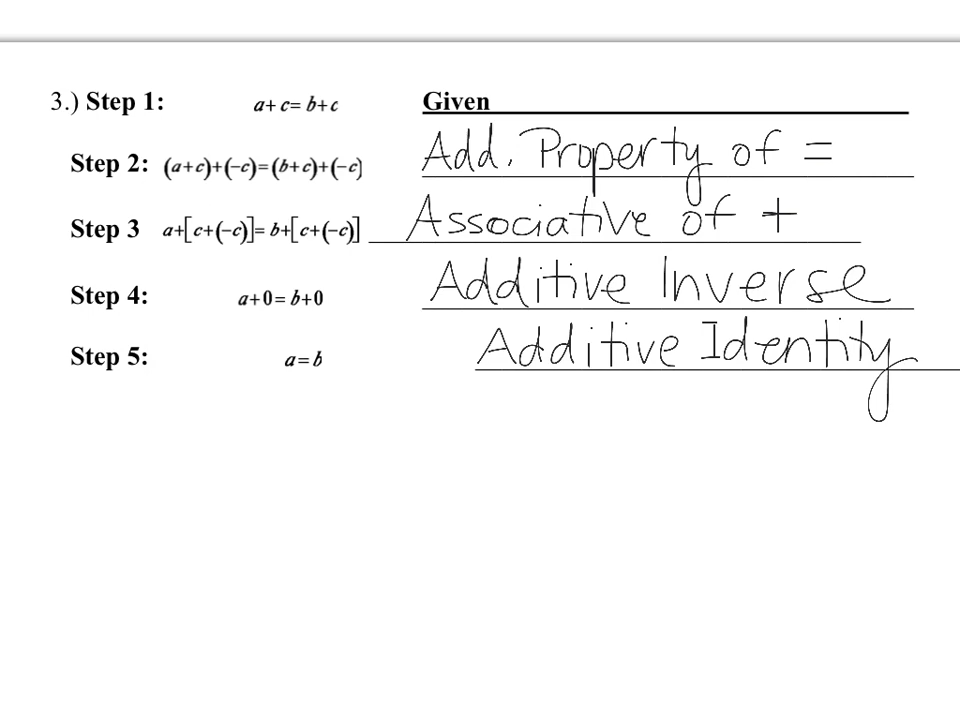 3.) Step 1: a+c=b+c Given
Step 2: (a+c)+(-c)=(b+c)+(-c) Add. Property of =
Step 3 a+[c+(-c)]=b+[c+(-c)] Associative of +
Step 4: a+0=b+0 Additive Inverse
Step 5: a=b Additive Identity